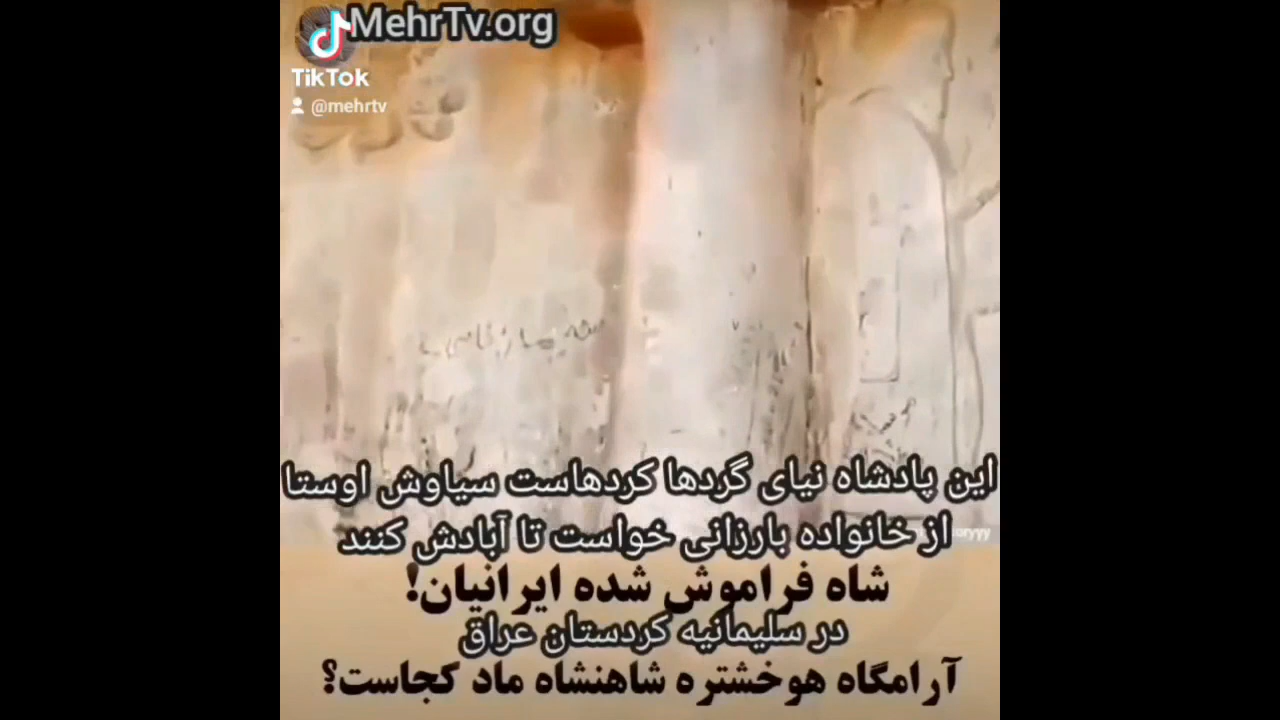 MehrTv.org
TikTok
@mehrtv
این پادشاه نیای گردها کردهاست سیاوش اوستا
از خانواده بارزانی خواست تا آبادش کنند
شاه فراموش شده ایرانیان!
در سلیمانیه کردستان عراق
آرامگاه هوخشتره شاهنشاه ماد کجاست؟